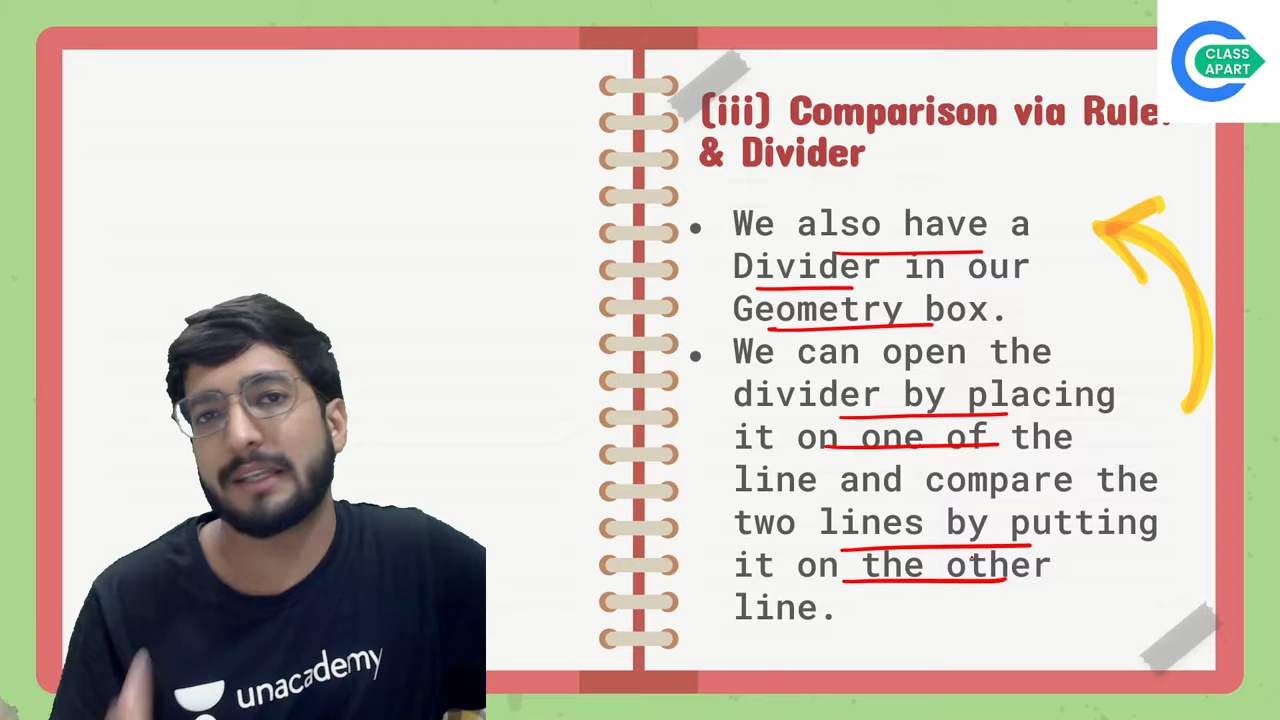 CLASS
APART
(iii) Comparison via Ruler
& Divider
• We also have a
Divider in our
Geometry box.
• We can open the
divider by placing
it on one of the
line and compare the
two lines by putting
it on the other
line.
unacademy